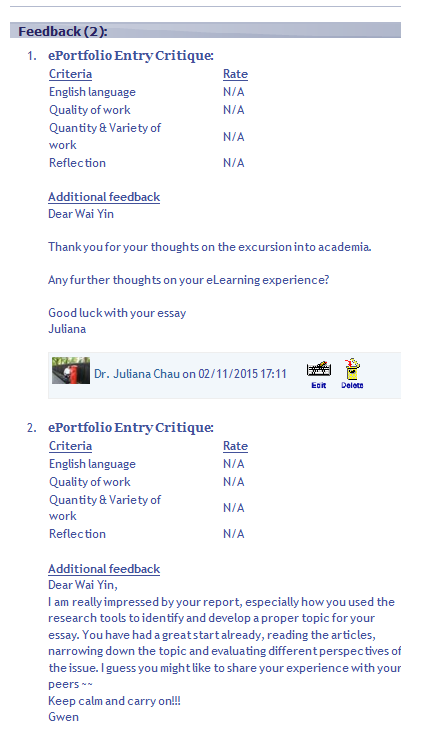 Feedback (2):
1. ePortfolio Entry Critique:
Criteria Rate
English language N/A
Quality of work N/A
Quantity & Variety of
work N/A
Reflection N/A
Additional feedback
Dear Wai Yin
Thank you for your thoughts on the excursion into academia.
Any further thoughts on your eLearning experience?
Good luck with your essay
Juliana
Dr. Juliana Chau on 02/11/2015 17:11 Edit Delete
2. ePortfolio Entry Critique:
Criteria Rate
English language N/A
Quality of work N/A
Quantity & Variety of
work N/A
Reflection N/A
Additional feedback
Dear Wai Yin,
I am really impressed by your report, especially how you used the
research tools to identify and develop a proper topic for your
essay. You have had a great start already, reading the articles,
narrowing down the topic and evaluating different perspectives of
the issue. I guess you might like to share your experience with your
peers ~~
Keep calm and carry on!!!
Gwen